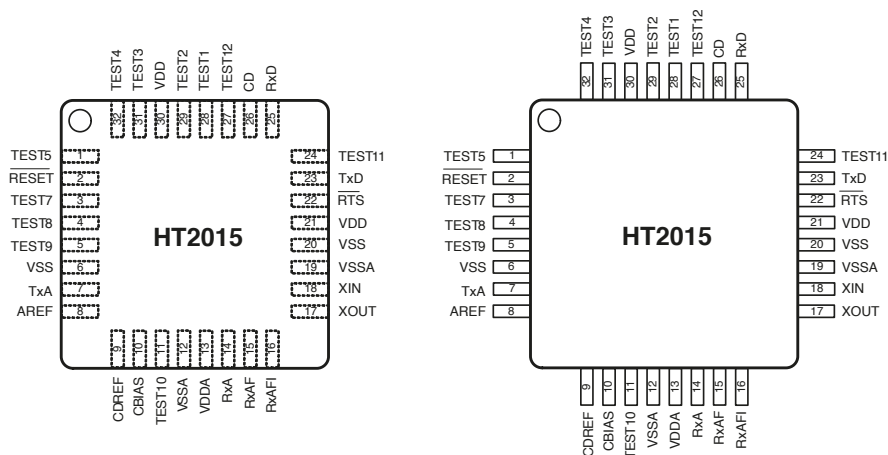 TEST4 TEST3 VDD TEST2 TEST1 TEST12 CD RxD
32 31 30 29 28 27 26 25
TEST5 1 24 TEST11
RESET 2 23 TxD
TEST7 3 22 RTS
TEST8 4 21 VDD
TEST9 5 20 VSS
HT2015
VSS 6 19 VSSA
TxA 7 18 XIN
AREF 8 17 XOUT
9 10 11 12 13 14 15 16
CDREF CBIAS TEST10 VSSA VDDA RxA RxAF RxAFI
TEST4 TEST3 VDD TEST2 TEST1 TEST12 CD RxD
32 31 30 29 28 27 26 25
TEST5 1 24 TEST11
RESET 2 23 TxD
TEST7 3 22 RTS
TEST8 4 21 VDD
TEST9 5 20 VSS
HT2015
VSS 6 19 VSSA
TxA 7 18 XIN
AREF 8 17 XOUT
9 10 11 12 13 14 15 16
CDREF CBIAS TEST10 VSSA VDDA RxA RxAF RxAFI